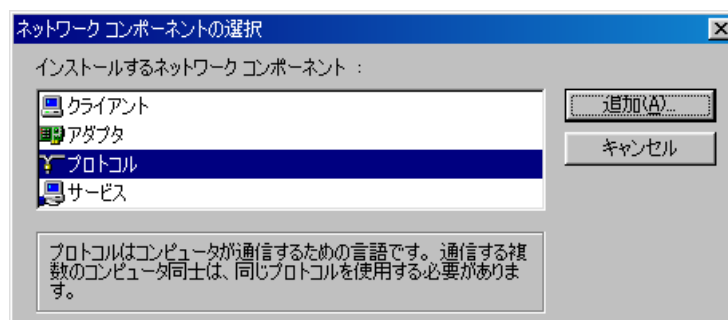 ネットワーク コンポーネントの選択
インストールするネットワーク コンポーネント :
クライアント
アダプタ
プロトコル
サービス
追加(A)...
キャンセル
プロトコルはコンピュータが通信するための言語です。通信する複
数のコンピュータ同士は、同じプロトコルを使用する必要がありま
す。